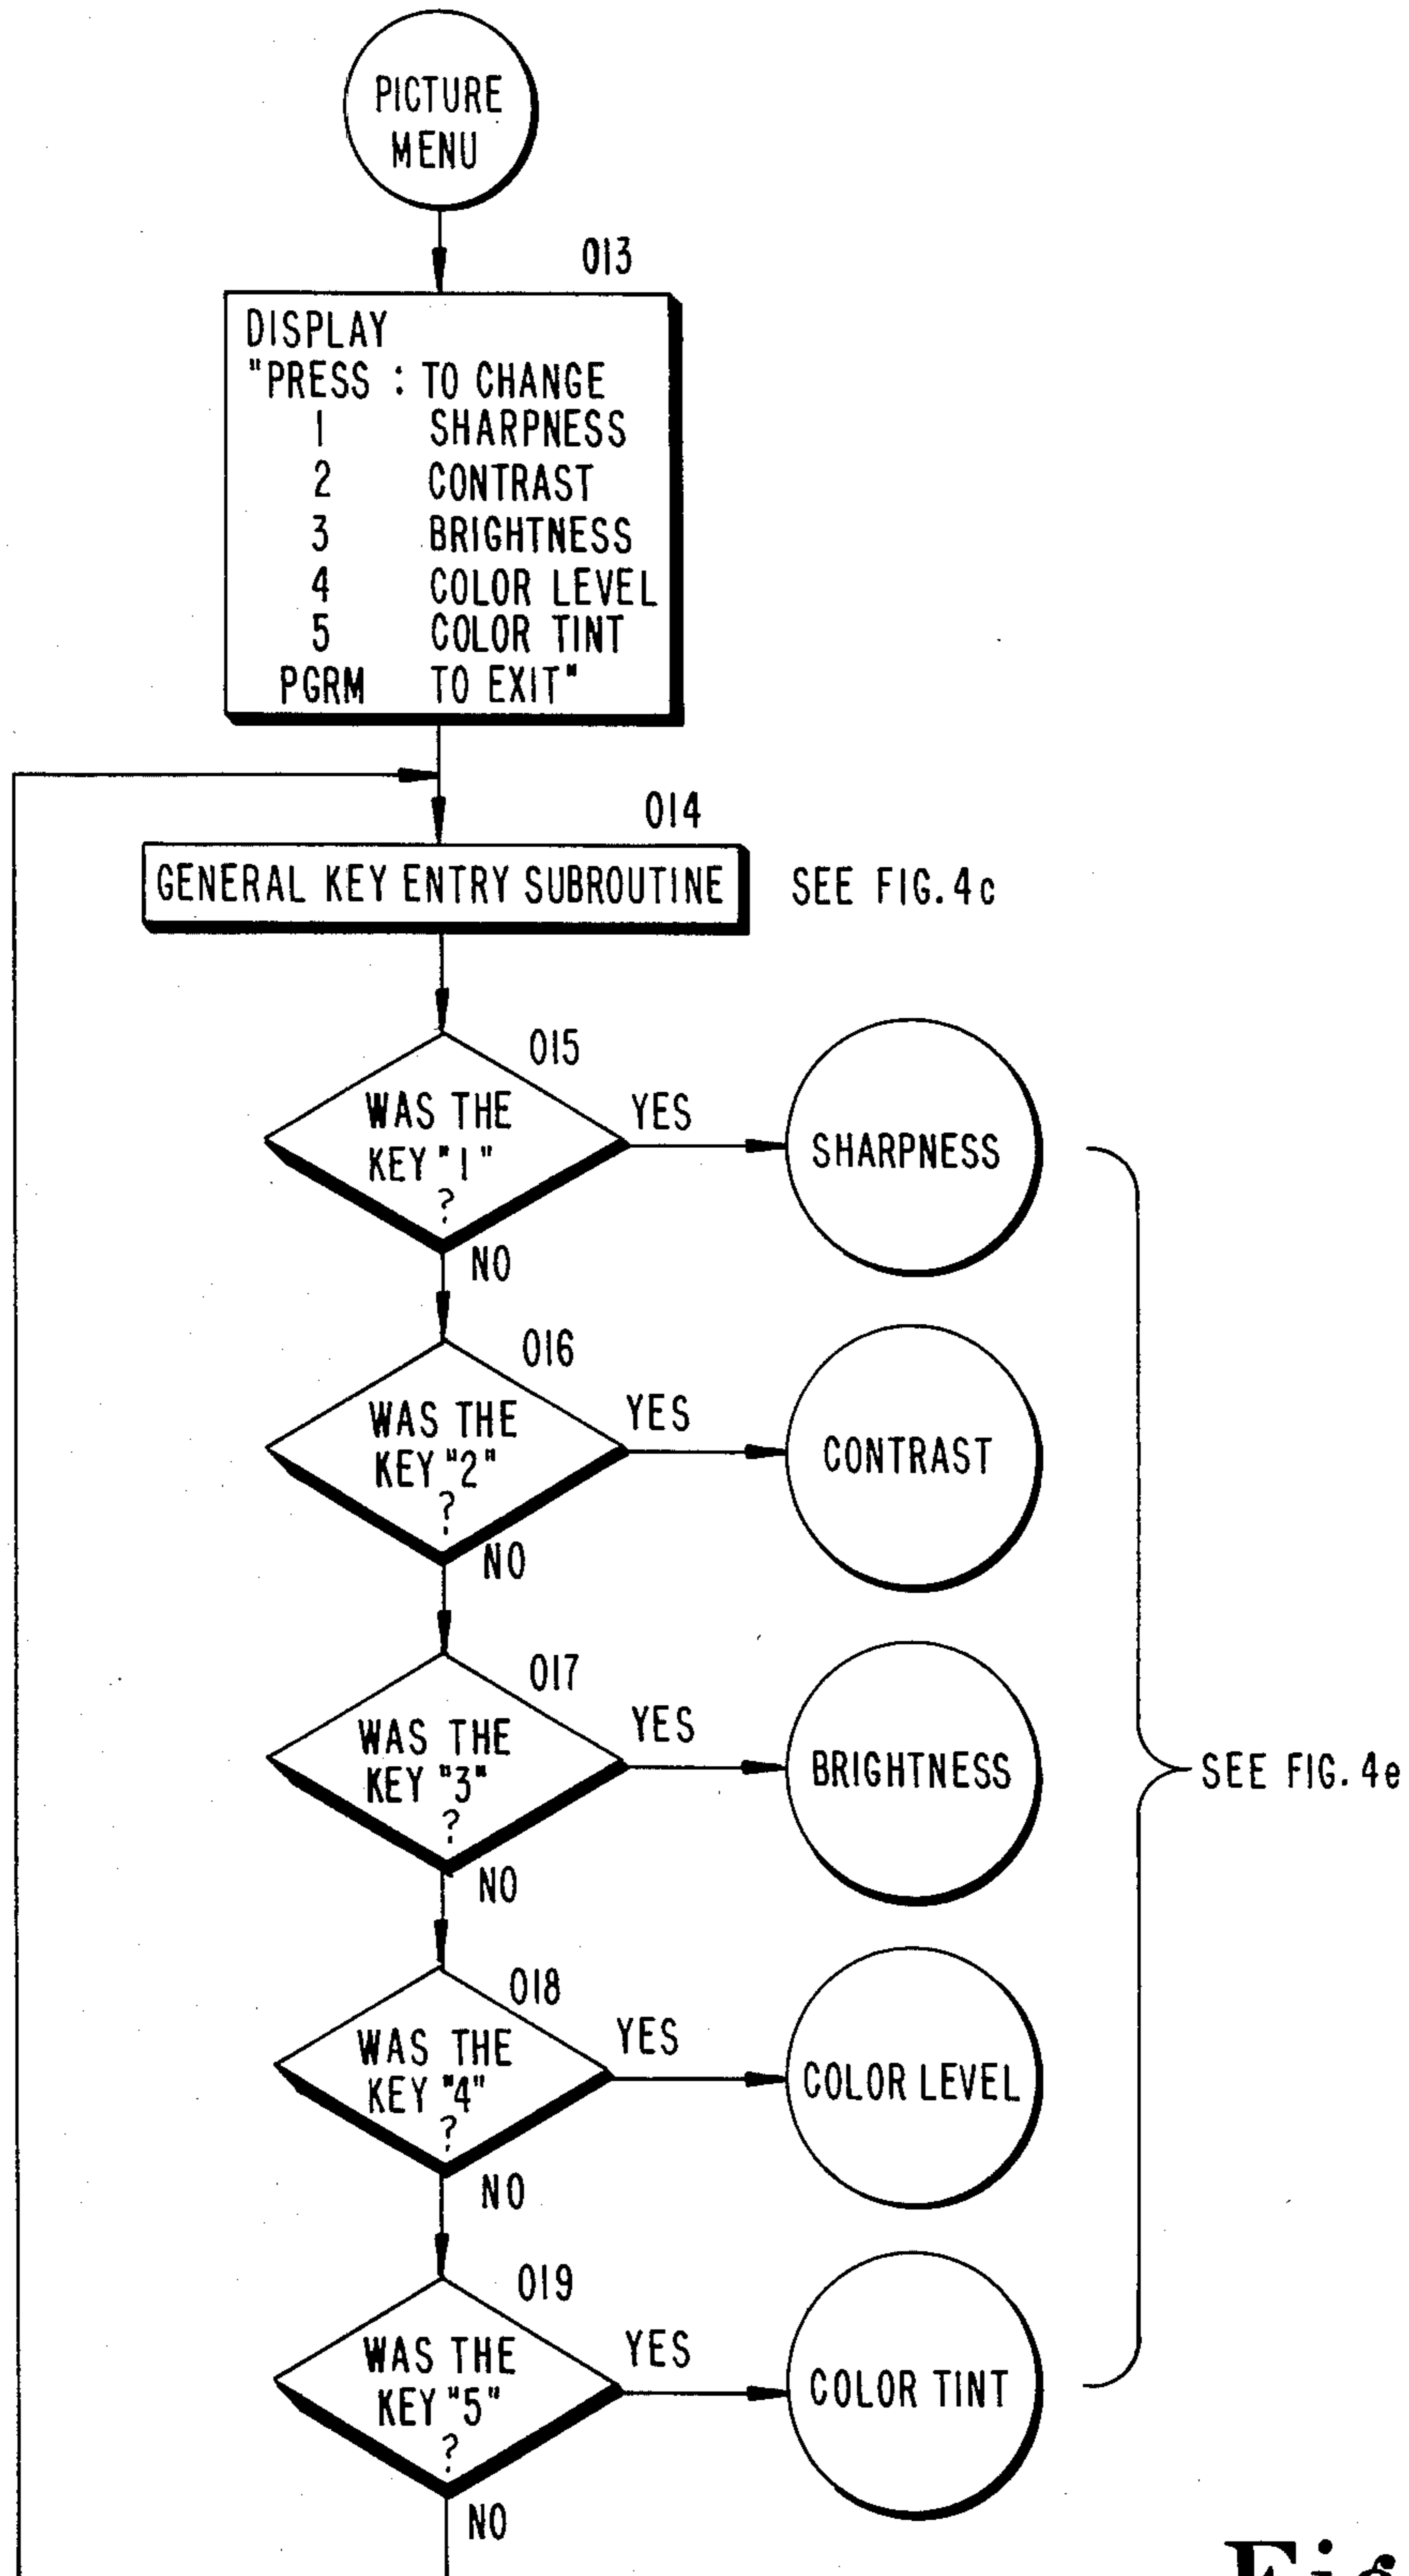 PICTURE
MENU
013
DISPLAY
"PRESS : TO CHANGE
1 SHARPNESS
2 CONTRAST
3 BRIGHTNESS
4 COLOR LEVEL
5 COLOR TINT
PGRM TO EXIT"
014
GENERAL KEY ENTRY SUBROUTINE SEE FIG. 4c
015
WAS THE
KEY "1"
?
YES
SHARPNESS
NO
016
WAS THE
KEY "2"
?
YES
CONTRAST
NO
017
WAS THE
KEY "3"
?
YES
BRIGHTNESS
SEE FIG. 4e
NO
018
WAS THE
KEY "4"
?
YES
COLOR LEVEL
NO
019
WAS THE
KEY "5"
?
YES
COLOR TINT
NO